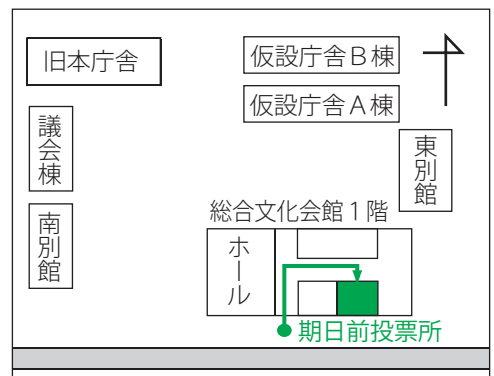 旧本庁舎
仮設庁舎B棟
仮設庁舎A棟
議会棟
東別館
南別館
総合文化会館1階
ホール
期日前投票所